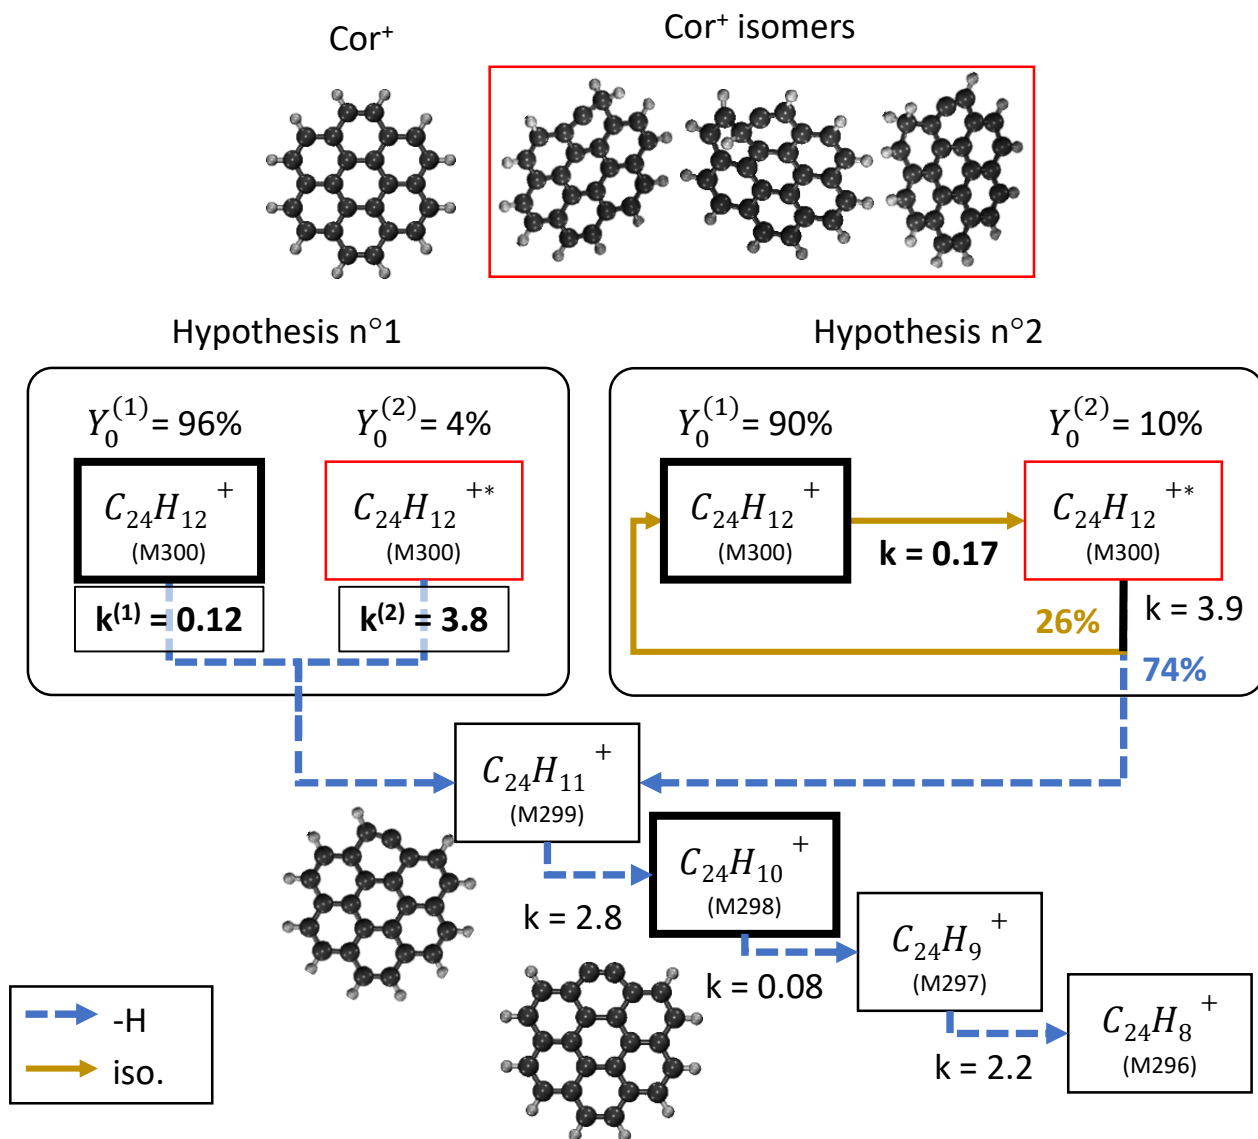 Cor⁺
Cor⁺ isomers
Hypothesis n°1
Hypothesis n°2
Y₀⁽¹⁾= 96%
Y₀⁽²⁾= 4%
Y₀⁽¹⁾= 90%
Y₀⁽²⁾= 10%
C₂₄H₁₂⁺
(M300)
C₂₄H₁₂⁺*
(M300)
C₂₄H₁₂⁺
(M300)
C₂₄H₁₂⁺*
(M300)
k = 0.17
k⁽¹⁾ = 0.12
k⁽²⁾ = 3.8
26%
k = 3.9
74%
C₂₄H₁₁⁺
(M299)
k = 2.8
C₂₄H₁₀⁺
(M298)
k = 0.08
C₂₄H₉⁺
(M297)
k = 2.2
C₂₄H₈⁺
(M296)
-H
iso.